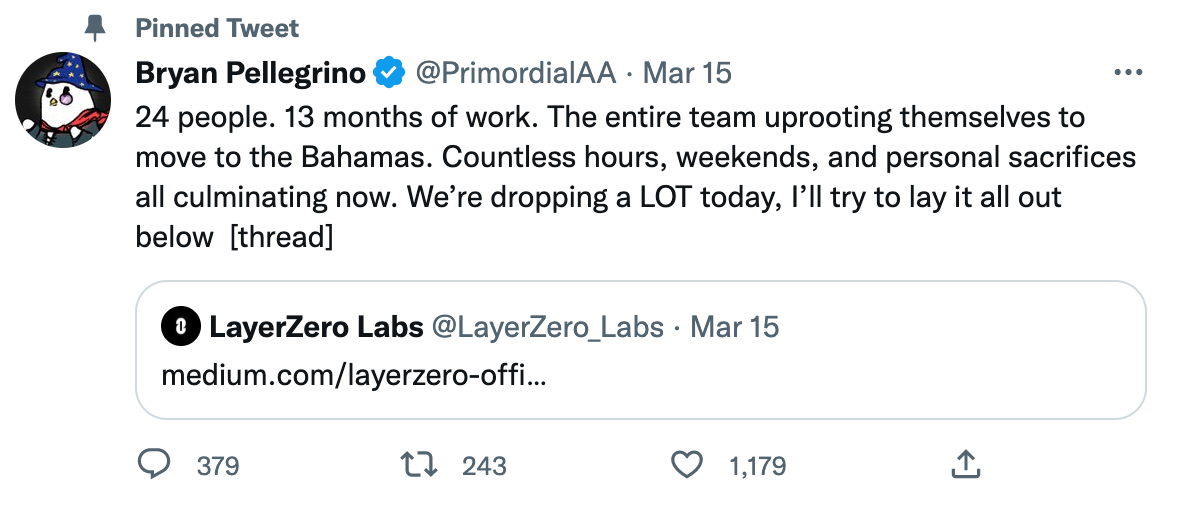 Pinned Tweet
Bryan Pellegrino @PrimordialAA · Mar 15
24 people. 13 months of work. The entire team uprooting themselves to
move to the Bahamas. Countless hours, weekends, and personal sacrifices
all culminating now. We’re dropping a LOT today, I’ll try to lay it all out
below  [thread]
LayerZero Labs @LayerZero_Labs · Mar 15
medium.com/layerzero-offi...
379 243 1,179